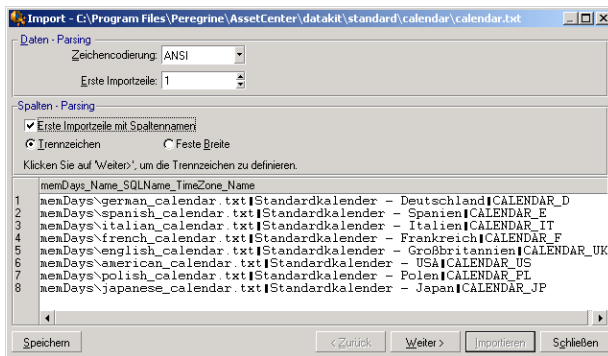 Import - C:\Program Files\Peregrine\AssetCenter\datakit\standard\calendar\calendar.txt
Daten - Parsing
Zeichencodierung: ANSI
Erste Importzeile: 1
Spalten - Parsing
Erste Importzeile mit Spaltennamen
Trennzeichen Feste Breite
Klicken Sie auf 'Weiter>', um die Trennzeichen zu definieren.
memDays_Name_SQLName_TimeZone_Name
1 memDays\german_calendar.txt|Standardkalender - Deutschland|CALENDAR_D
2 memDays\spanish_calendar.txt|Standardkalender - Spanien|CALENDAR_E
3 memDays\italian_calendar.txt|Standardkalender - Italien|CALENDAR_IT
4 memDays\french_calendar.txt|Standardkalender - Frankreich|CALENDAR_F
5 memDays\english_calendar.txt|Standardkalender - Großbritannien|CALENDAR_UK
6 memDays\american_calendar.txt|Standardkalender - USA|CALENDAR_US
7 memDays\polish_calendar.txt|Standardkalender - Polen|CALENDAR_PL
8 memDays\japanese_calendar.txt|Standardkalender - Japan|CALENDAR_JP
Speichern < Zurück Weiter > Importieren Schließen